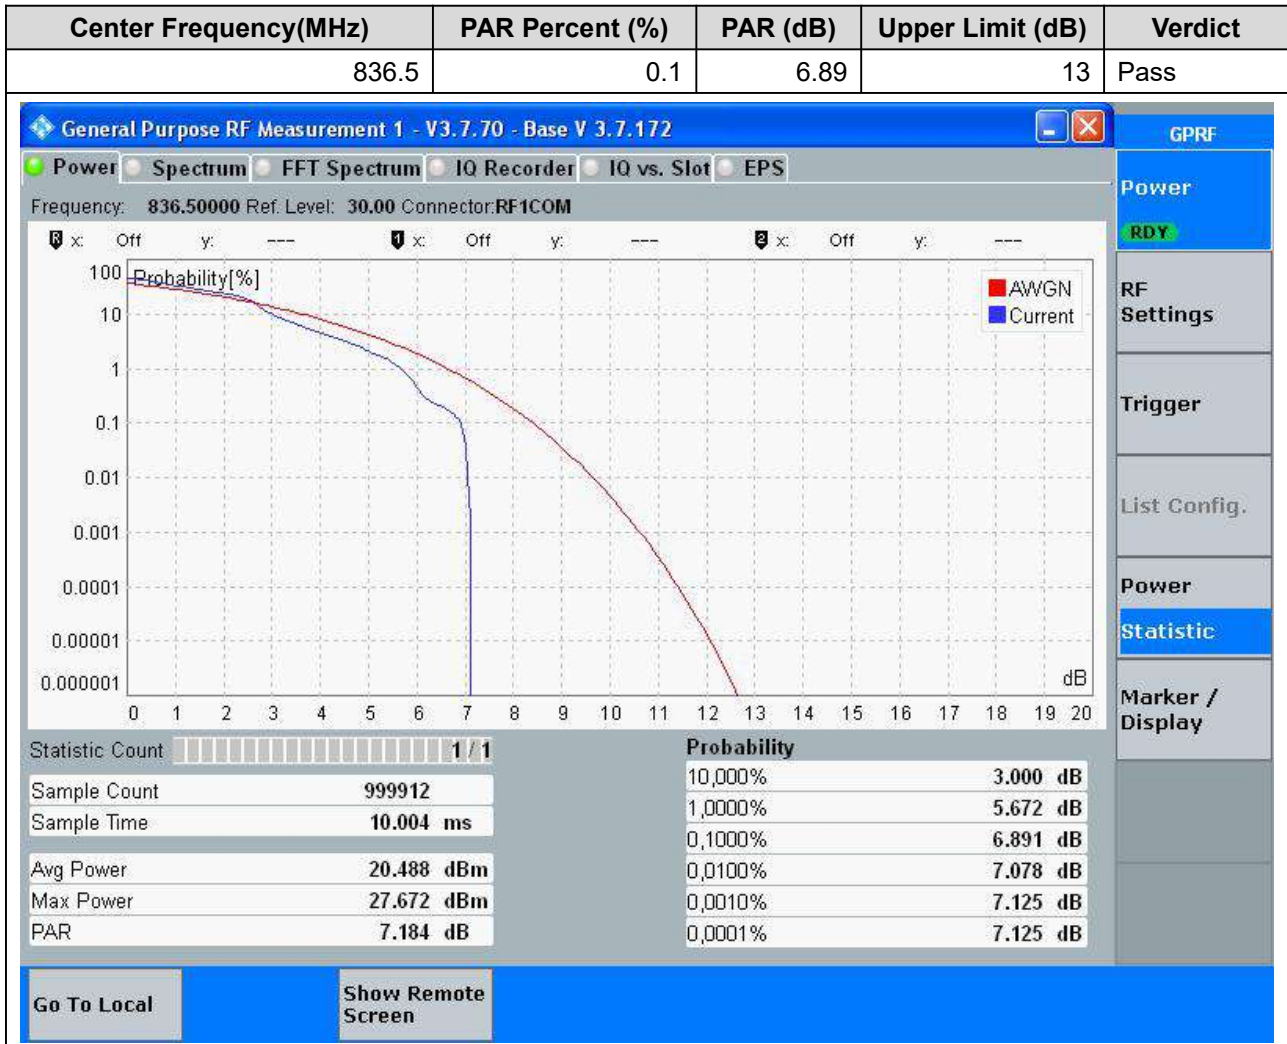 Center Frequency(MHz) PAR Percent (%) PAR (dB) Upper Limit (dB) Verdict
836.5 0.1 6.89 13 Pass
General Purpose RF Measurement 1 - V3.7.70 - Base V 3.7.172
GPRF
Power Spectrum FFT Spectrum IQ Recorder IQ vs. Slot EPS
Power
RDY
Frequency: 836.50000 Ref. Level: 30.00 Connector:RF1COM
R x: Off y: --- 1 x: Off y: --- 2 x: Off y: ---
Probability[%]
AWGN
Current
100
10
1
0.1
0.01
0.001
0.0001
0.00001
0.000001
dB
0 1 2 3 4 5 6 7 8 9 10 11 12 13 14 15 16 17 18 19 20
RF
Settings
Trigger
List Config.
Power
Statistic
Marker /
Display
Statistic Count 1 / 1
Sample Count 999912
Sample Time 10.004 ms
Avg Power 20.488 dBm
Max Power 27.672 dBm
PAR 7.184 dB
Probability
10,000% 3.000 dB
1,0000% 5.672 dB
0,1000% 6.891 dB
0,0100% 7.078 dB
0,0010% 7.125 dB
0,0001% 7.125 dB
Go To Local
Show Remote
Screen